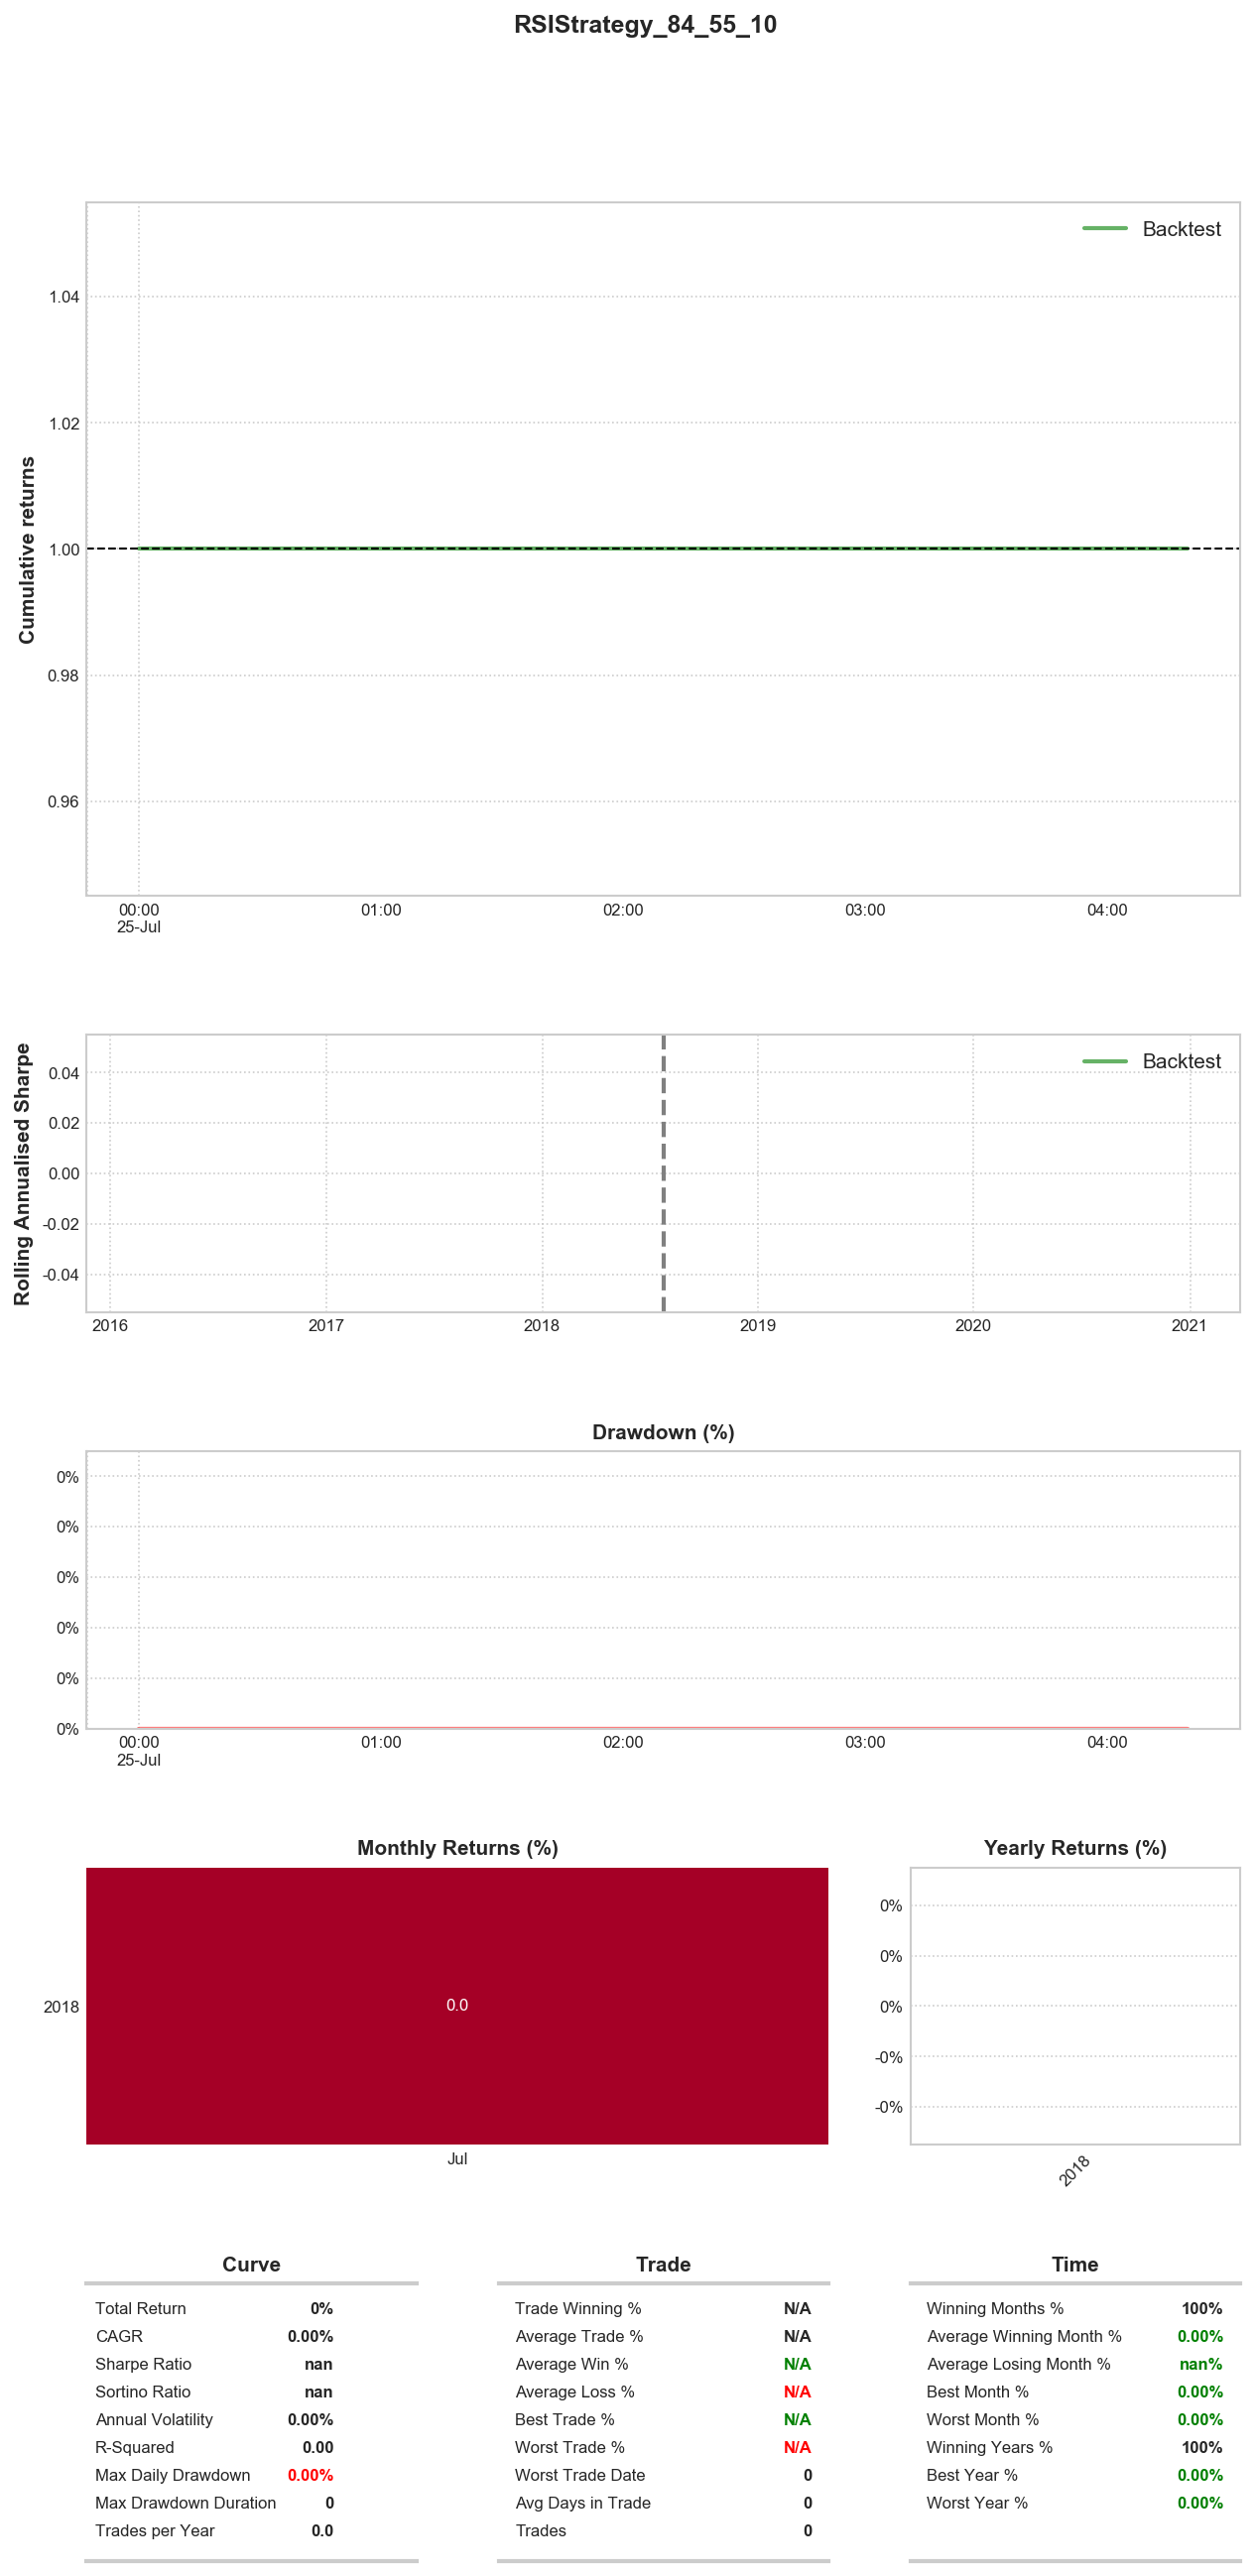 RSIStrategy_84_55_10
Backtest
Cumulative returns
1.04
1.02
1.00
0.98
0.96
00:00 01:00 02:00 03:00 04:00
25-Jul
Backtest
Rolling Annualised Sharpe
0.04
0.02
0.00
-0.02
-0.04
2016 2017 2018 2019 2020 2021
Drawdown (%)
0%
0%
0%
0%
0%
0%
00:00 01:00 02:00 03:00 04:00
25-Jul
Monthly Returns (%)
2018
0.0
Jul
Yearly Returns (%)
0%
0%
0%
-0%
-0%
2018
Curve
Total Return 0%
CAGR 0.00%
Sharpe Ratio nan
Sortino Ratio nan
Annual Volatility 0.00%
R-Squared 0.00
Max Daily Drawdown 0.00%
Max Drawdown Duration 0
Trades per Year 0.0
Trade
Trade Winning % N/A
Average Trade % N/A
Average Win % N/A
Average Loss % N/A
Best Trade % N/A
Worst Trade % N/A
Worst Trade Date 0
Avg Days in Trade 0
Trades 0
Time
Winning Months % 100%
Average Winning Month % 0.00%
Average Losing Month % nan%
Best Month % 0.00%
Worst Month % 0.00%
Winning Years % 100%
Best Year % 0.00%
Worst Year % 0.00%